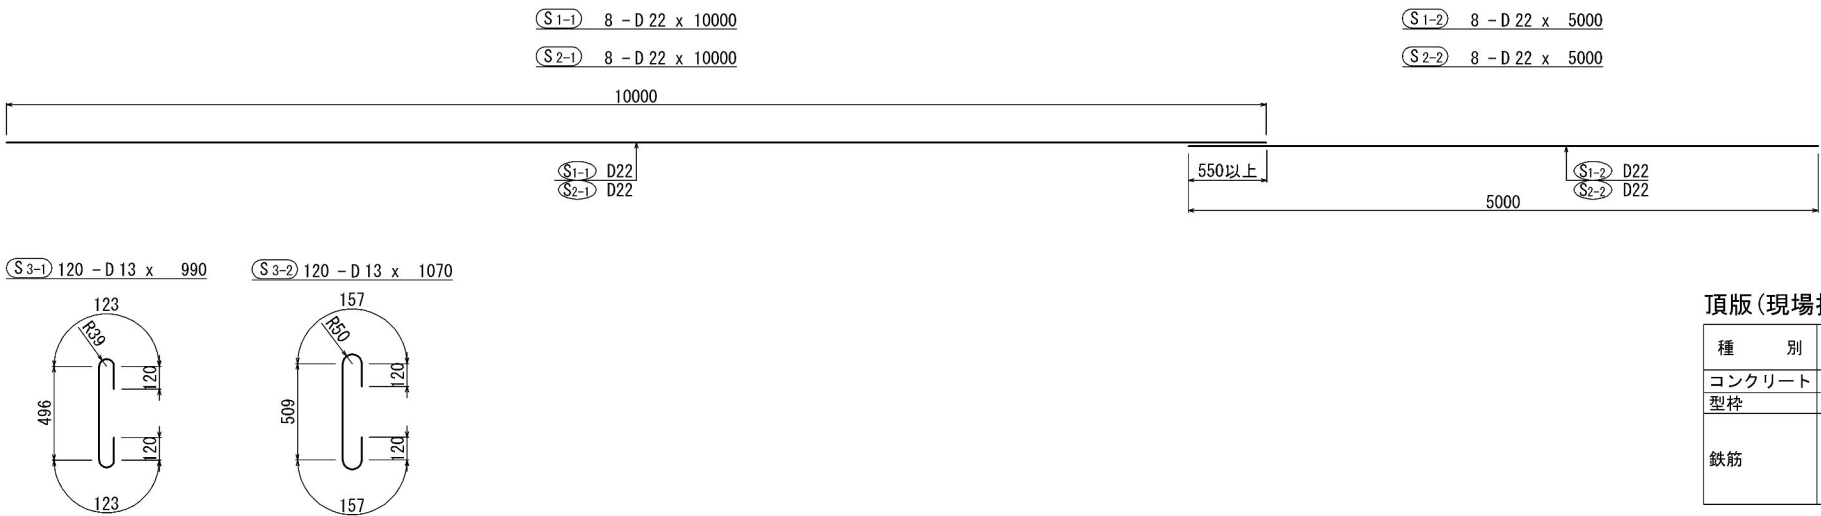 S1-1 8 -D 22 x 10000
S1-2 8 -D 22 x 5000
S2-1 8 -D 22 x 10000
S2-2 8 -D 22 x 5000
10000
S1-1 D22
S2-1 D22
550以上
S1-2 D22
S2-2 D22
5000
S3-1 120 -D 13 x 990
S3-2 120 -D 13 x 1070
123
R39
120
496
120
123
157
R50
120
509
120
157
頂版(現場
種 別
コンクリート
型枠
鉄筋